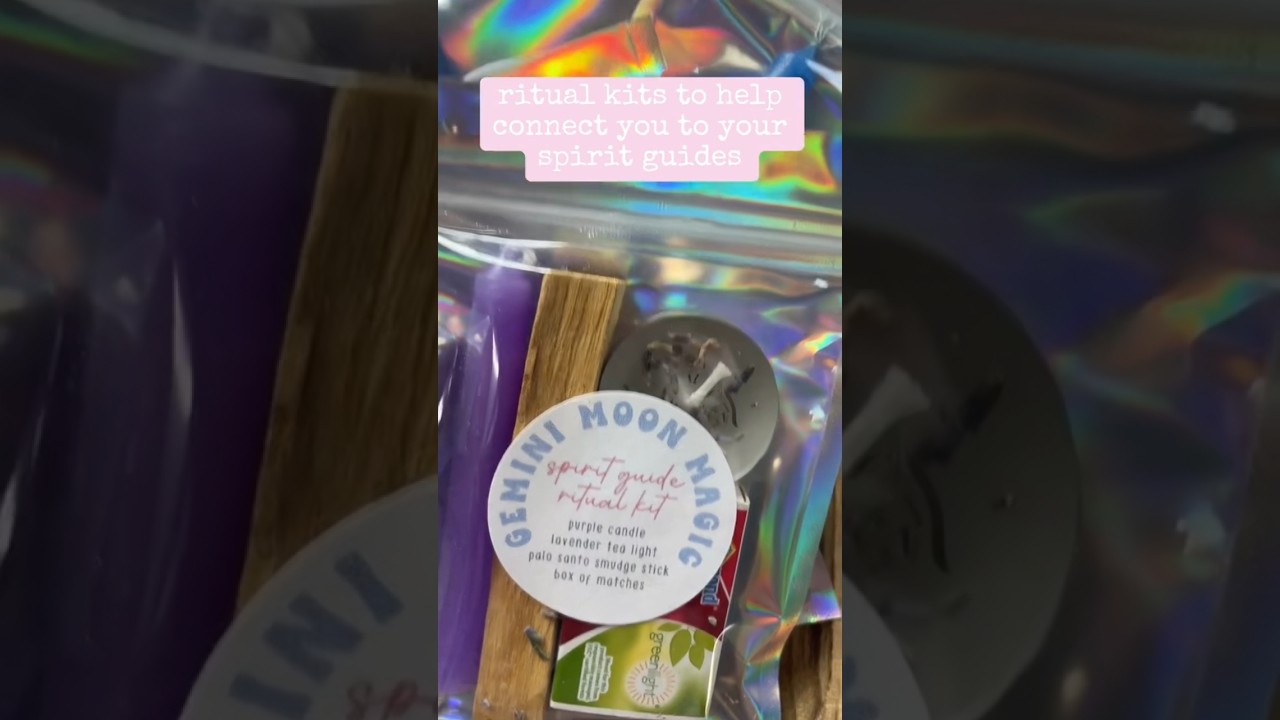 ritual kits to help
connect you to your
spirit guides
GEMINI MOON MAGIC
spirit guide
ritual kit
purple candle
lavender tea light
palo santo smudge stick
box of matches
greenlight